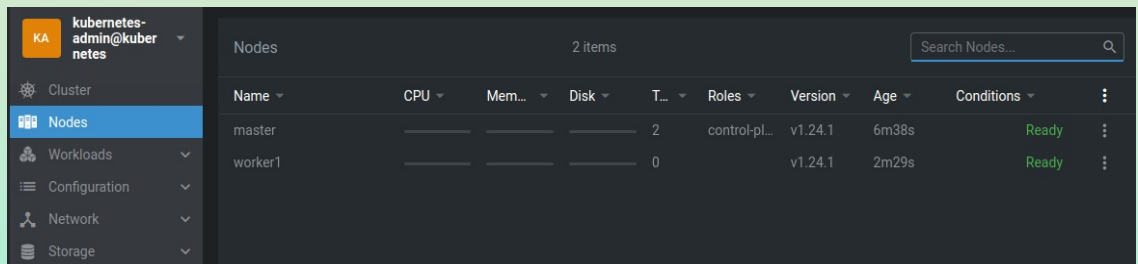 KA
kubernetes-
admin@kuber
netes
Cluster
Nodes
Workloads
Configuration
Network
Storage
Nodes 2 items Search Nodes...
Name CPU Mem... Disk T... Roles Version Age Conditions
master 2 control-pl... v1.24.1 6m38s Ready
worker1 0 v1.24.1 2m29s Ready